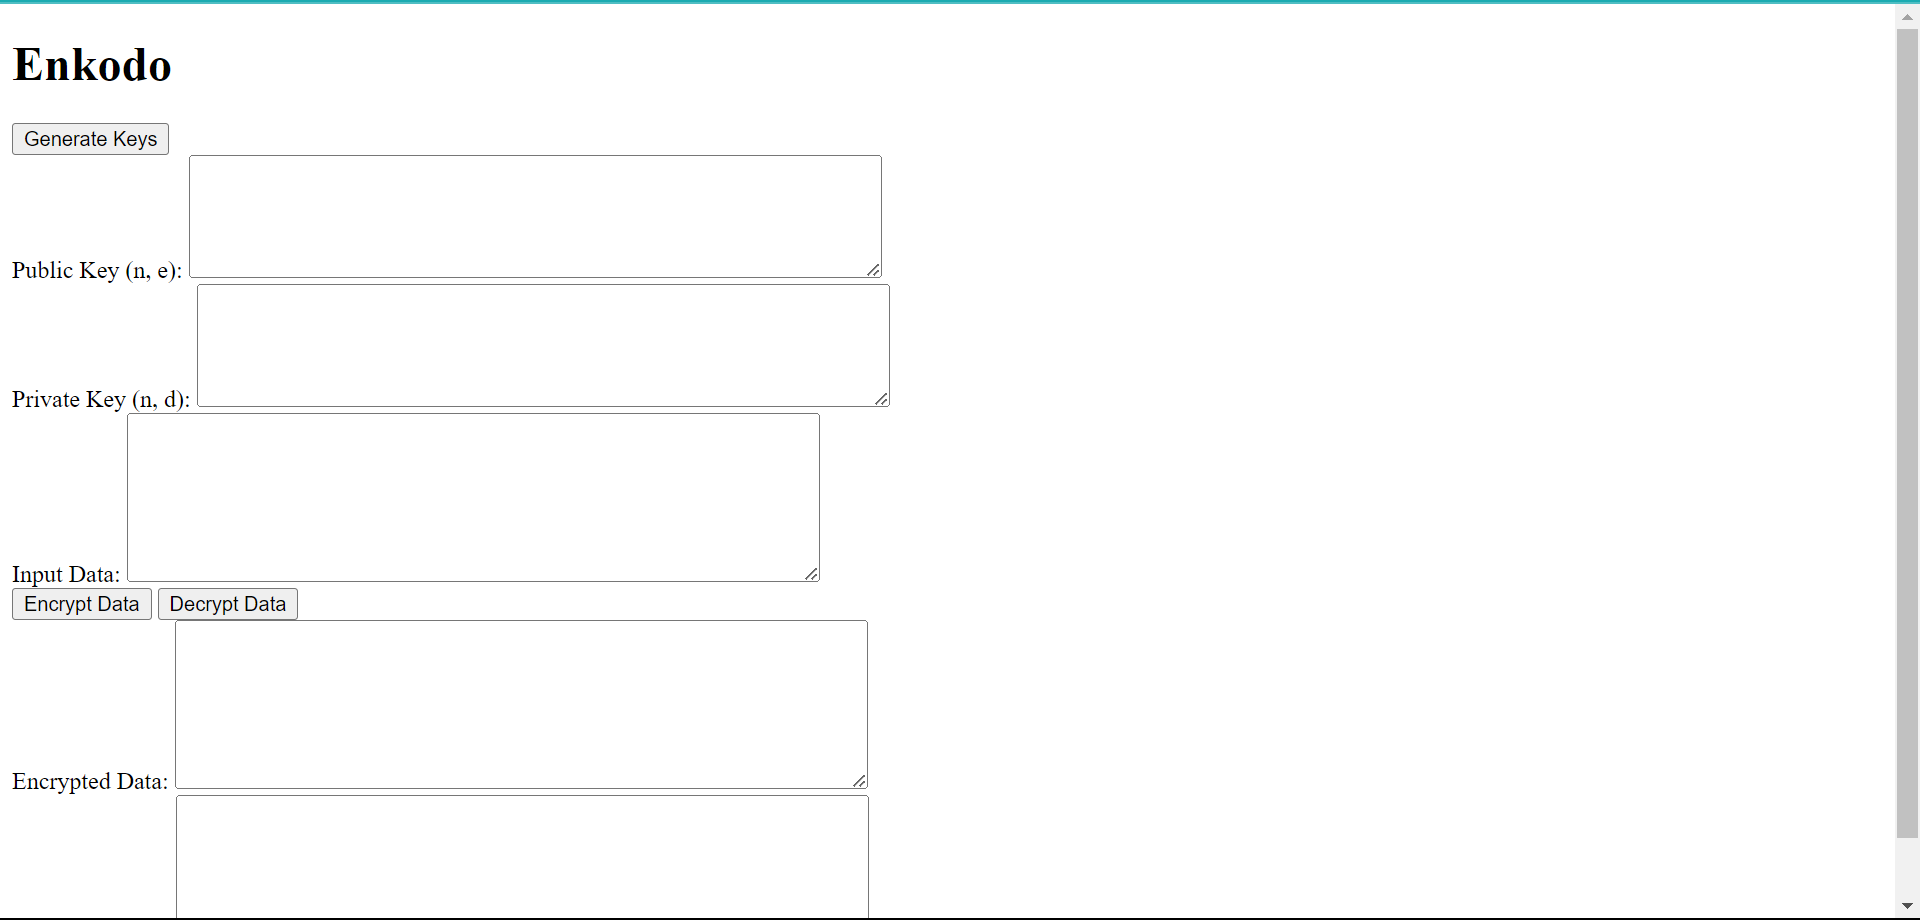 Enkodo
Generate Keys
Public Key (n, e):
Private Key (n, d):
Input Data:
Encrypt Data Decrypt Data
Encrypted Data: